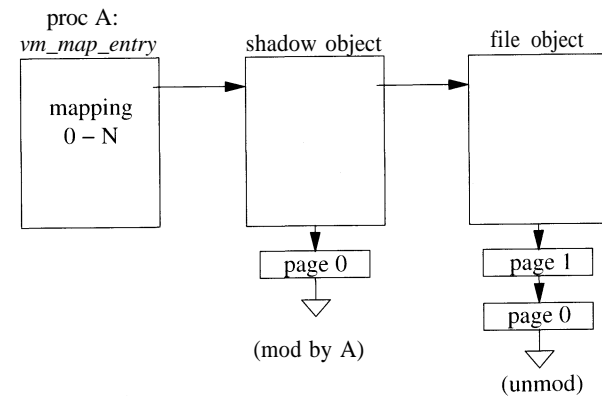 proc A:
vm_map_entry
shadow object
file object
mapping
0 – N
page 0
page 1
page 0
(mod by A)
(unmod)